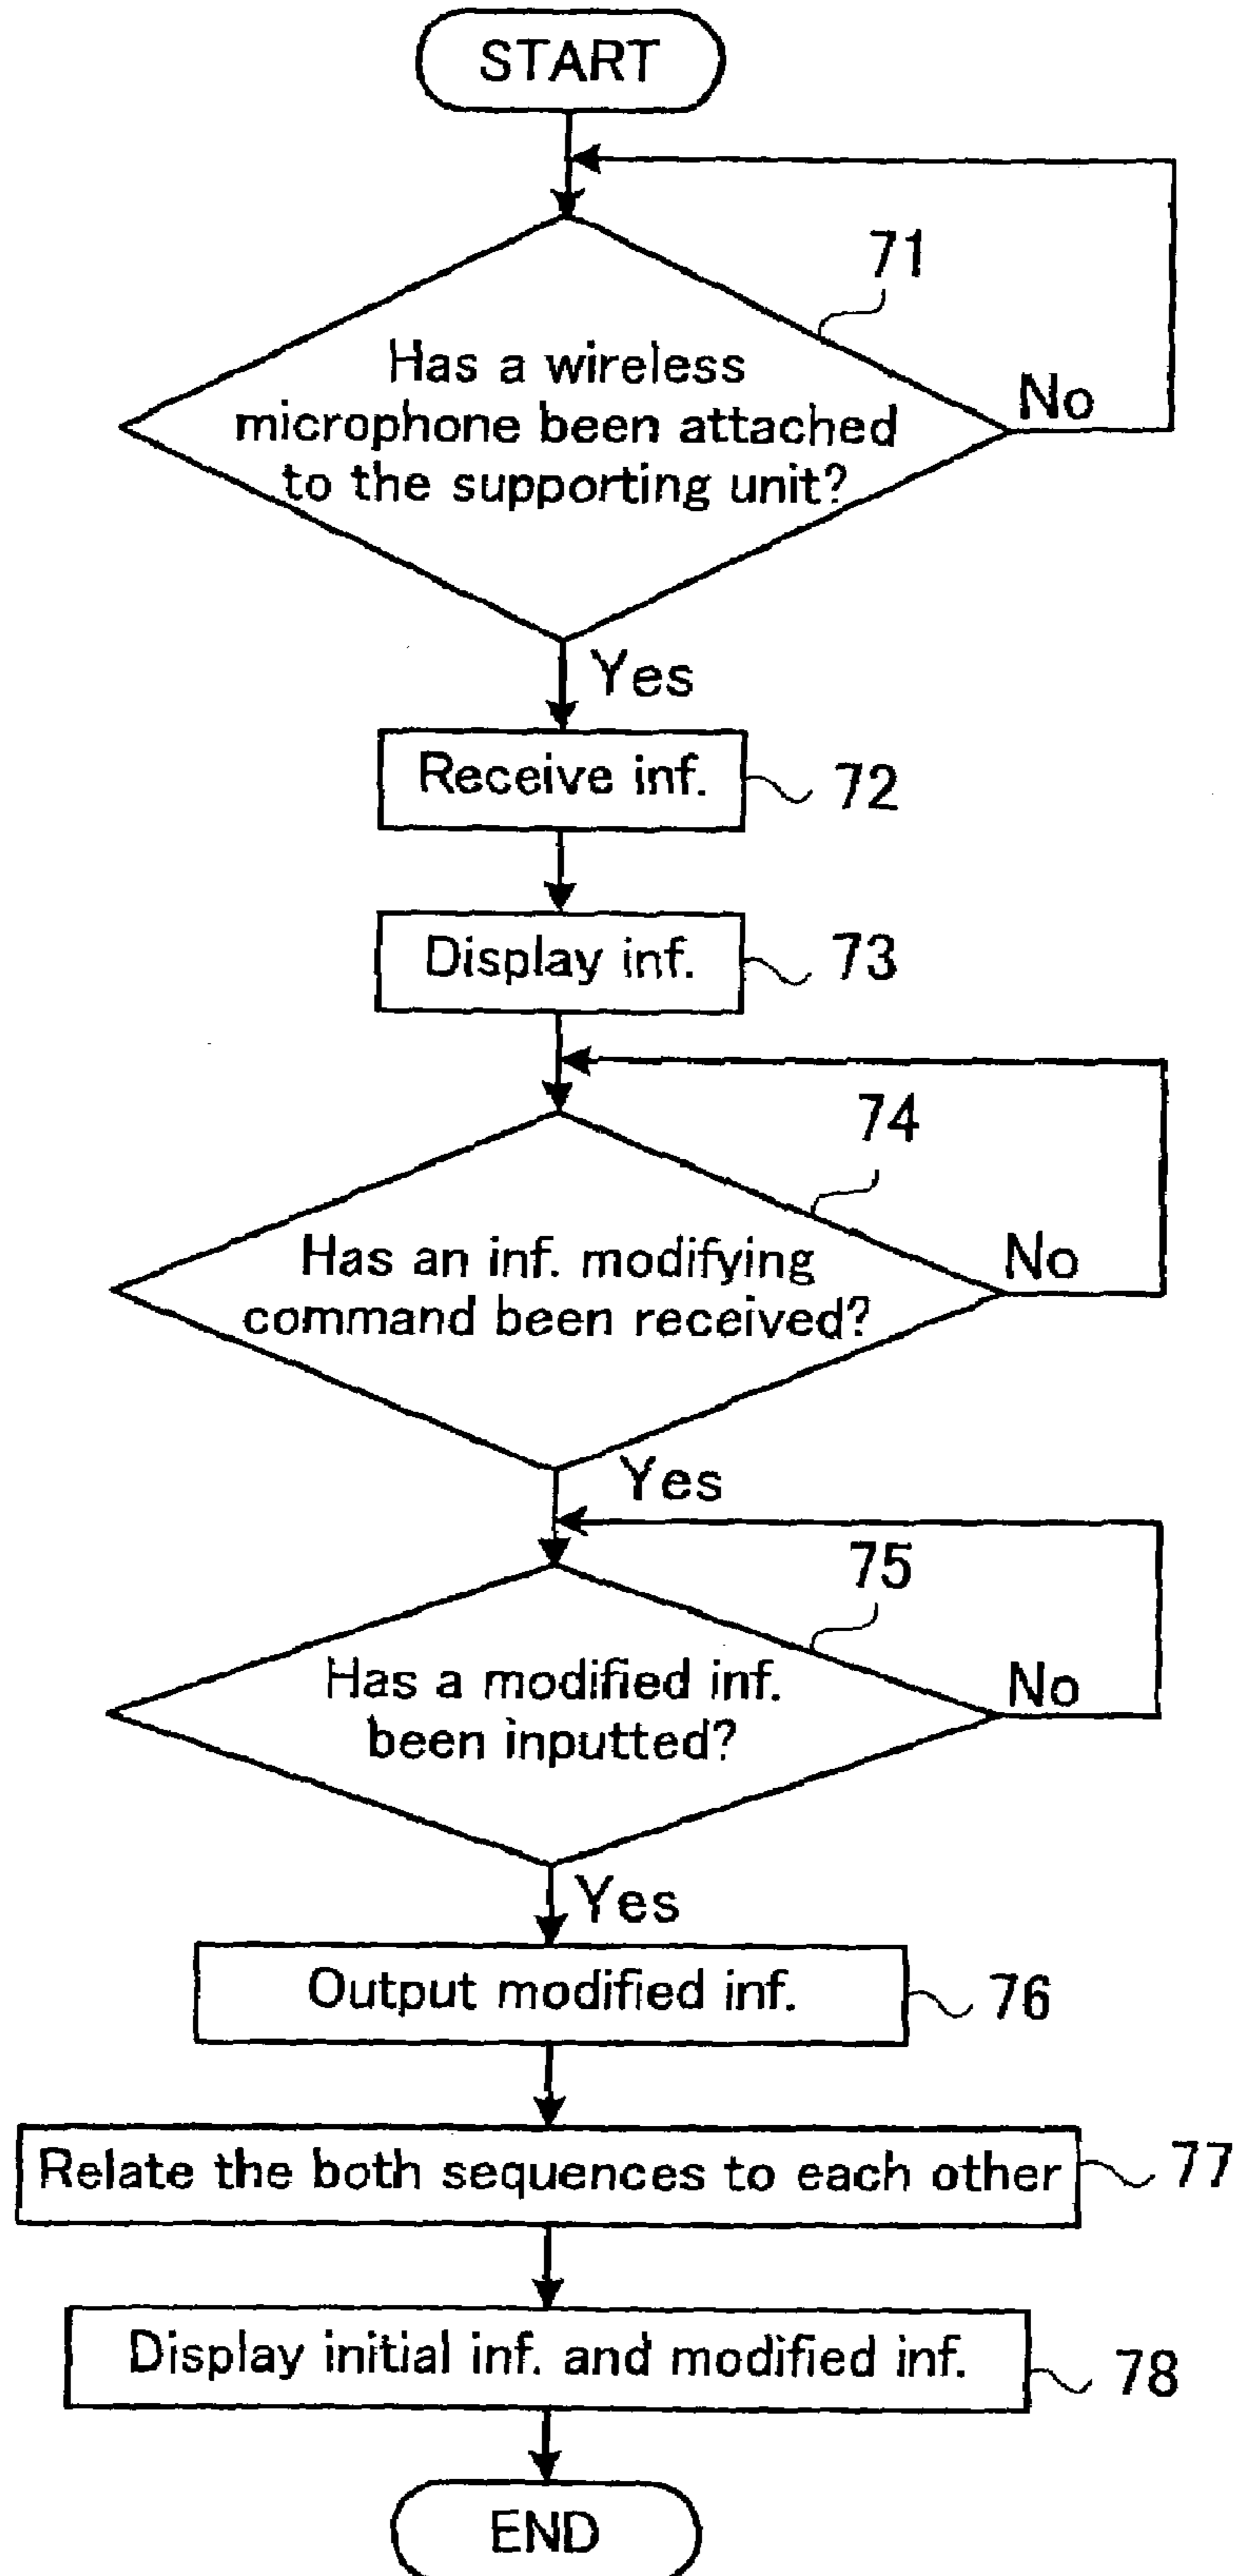 START
71
Has a wireless
microphone been attached
to the supporting unit?
No
Yes
Receive inf.
72
Display inf.
73
74
Has an inf. modifying
command been received?
No
Yes
75
Has a modified inf.
been inputted?
No
Yes
Output modified inf.
76
Relate the both sequences to each other
77
Display initial inf. and modified inf.
78
END